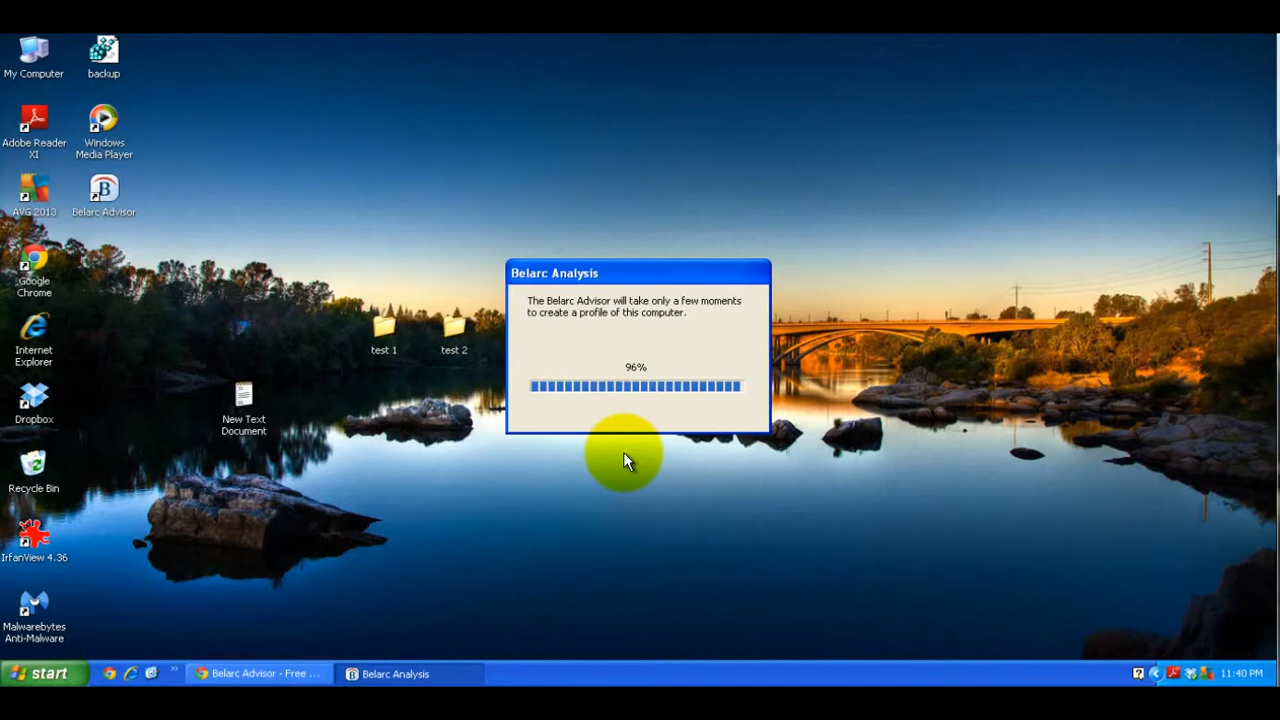 My Computer
backup
Adobe Reader
XI
Windows
Media Player
AVG 2013
Belarc Advisor
Google
Chrome
Internet
Explorer
Dropbox
Recycle Bin
IrfanView 4.36
Malwarebytes
Anti-Malware
test 1
test 2
New Text
Document
Belarc Analysis
The Belarc Advisor will take only a few moments
to create a profile of this computer.
96%
start
Belarc Advisor - Free ...
Belarc Analysis
11:40 PM